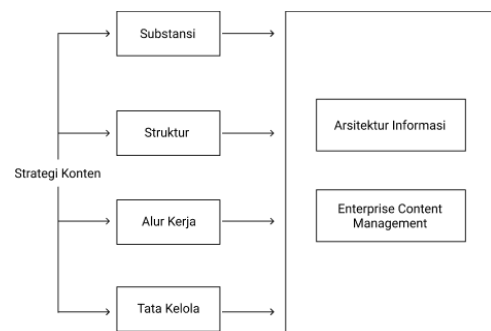 Substansi
Struktur
Arsitektur Informasi
Strategi Konten
Alur Kerja
Enterprise Content
Management
Tata Kelola